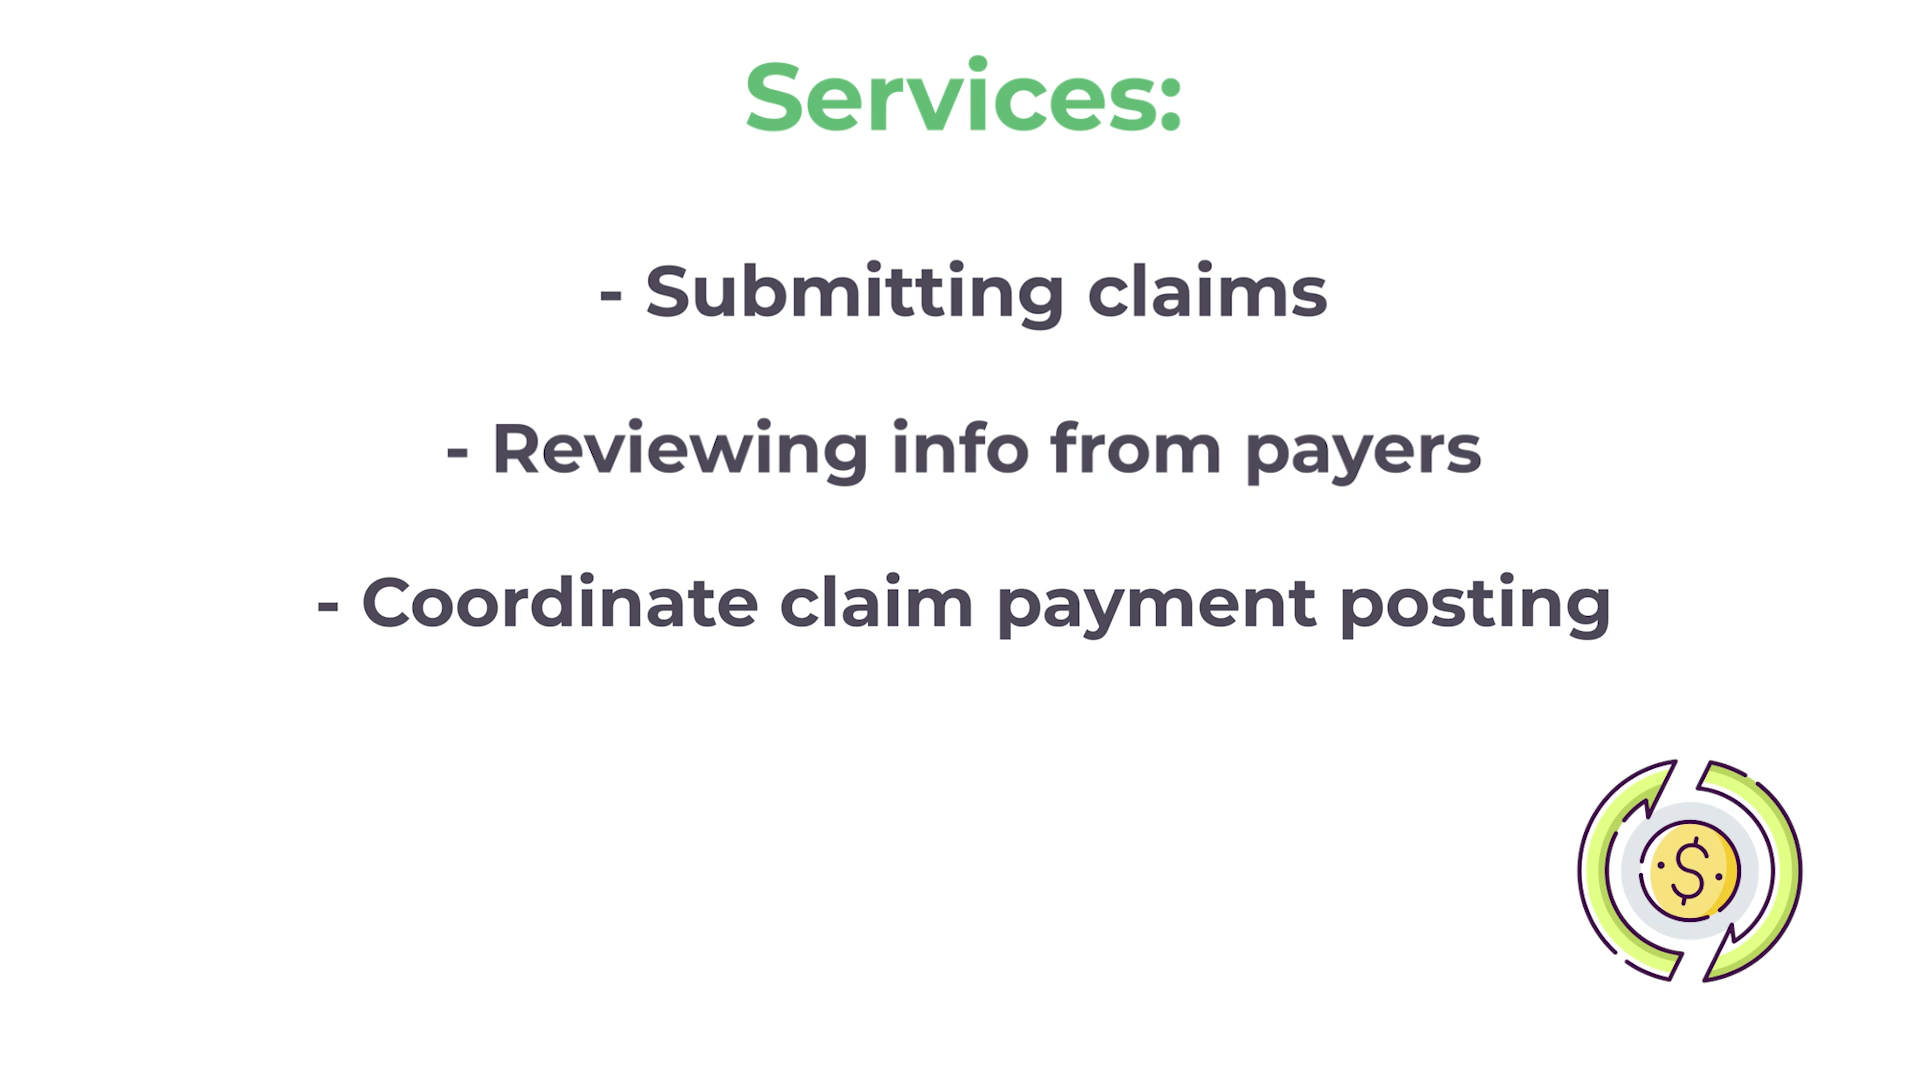 Services:
- Submitting claims
- Reviewing info from payers
- Coordinate claim payment posting
$